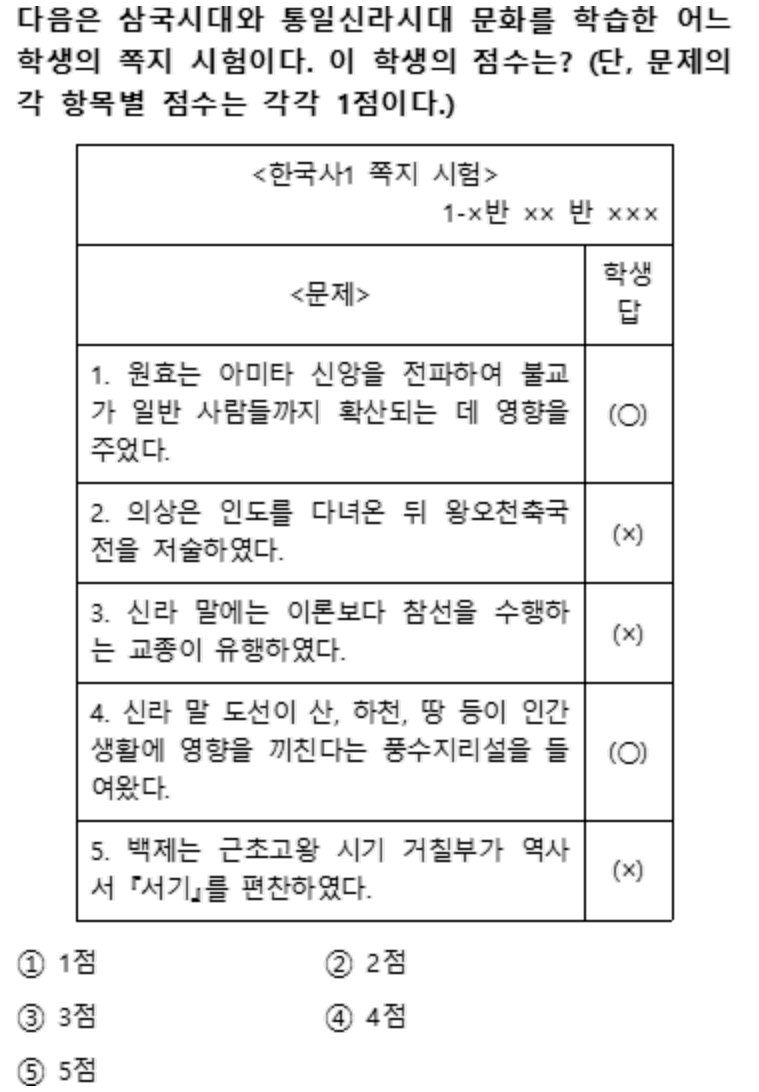 다음은 삼국시대와 통일신라시대 문화를 학습한 어느
학생의 쪽지 시험이다. 이 학생의 점수는? (단, 문제의
각 항목별 점수는 각각 1점이다.)
<한국사1 쪽지 시험>
1-×반 ×× 반 ×××
<문제>
학생
답
1. 원효는 아미타 신앙을 전파하여 불교
가 일반 사람들까지 확산되는 데 영향을
주었다.
(○)
2. 의상은 인도를 다녀온 뒤 왕오천축국
전을 저술하였다.
(×)
3. 신라 말에는 이론보다 참선을 수행하
는 교종이 유행하였다.
(×)
4. 신라 말 도선이 산, 하천, 땅 등이 인간
생활에 영향을 끼친다는 풍수지리설을 들
여왔다.
(○)
5. 백제는 근초고왕 시기 거칠부가 역사
서 『서기』를 편찬하였다.
(×)
① 1점 ② 2점
③ 3점 ④ 4점
⑤ 5점